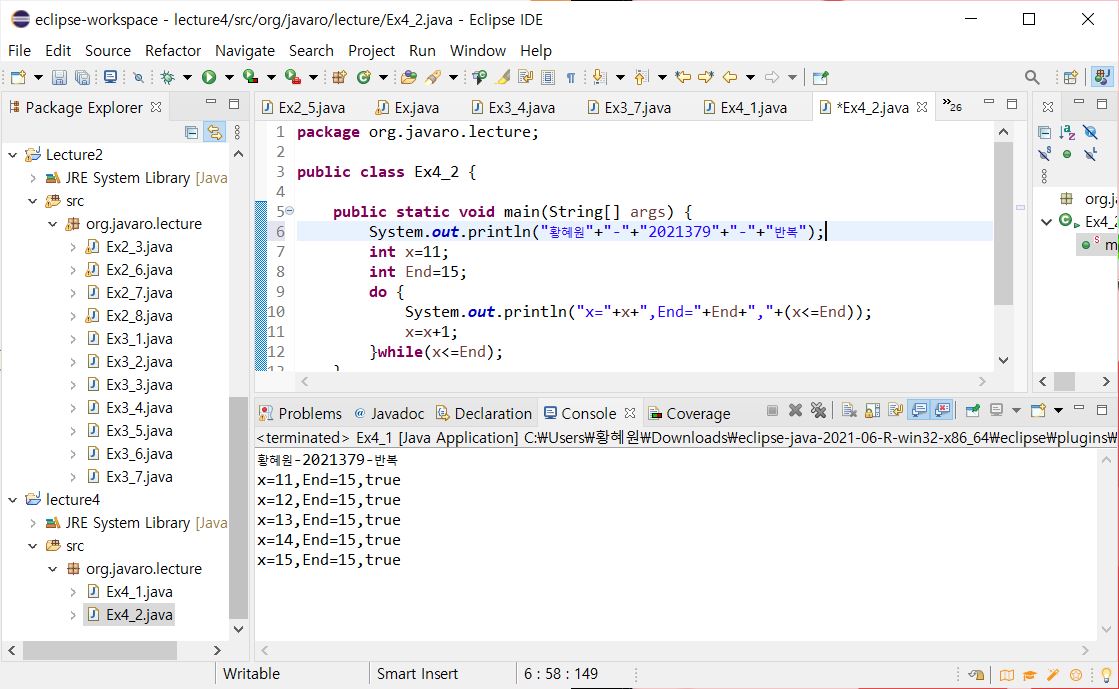 eclipse-workspace - lecture4/src/org/javaro/lecture/Ex4_2.java - Eclipse IDE
File Edit Source Refactor Navigate Search Project Run Window Help
Package Explorer
Lecture2
JRE System Library [Java
src
org.javaro.lecture
Ex2_3.java
Ex2_6.java
Ex2_7.java
Ex2_8.java
Ex3_1.java
Ex3_2.java
Ex3_3.java
Ex3_4.java
Ex3_5.java
Ex3_6.java
Ex3_7.java
lecture4
JRE System Library [Java
src
org.javaro.lecture
Ex4_1.java
Ex4_2.java
Ex2_5.java Ex.java Ex3_4.java Ex3_7.java Ex4_1.java *Ex4_2.java »26
1 package org.javaro.lecture;
2
3 public class Ex4_2 {
4
5 public static void main(String[] args) {
6 System.out.println("황혜원"+"-"+"2021379"+"-"+"반복");
7 int x=11;
8 int End=15;
9 do {
10 System.out.println("x="+x+",End="+End+","+(x<=End));
11 x=x+1;
12 }while(x<=End);
13 }
org.j
Ex4_2
m
Problems @ Javadoc Declaration Console Coverage
<terminated> Ex4_1 [Java Application] C:₩Users₩황혜원₩Downloads₩eclipse-java-2021-06-R-win32-x86_64₩eclipse₩plugins₩
황혜원-2021379-반복
x=11,End=15,true
x=12,End=15,true
x=13,End=15,true
x=14,End=15,true
x=15,End=15,true
Writable Smart Insert 6 : 58 : 149